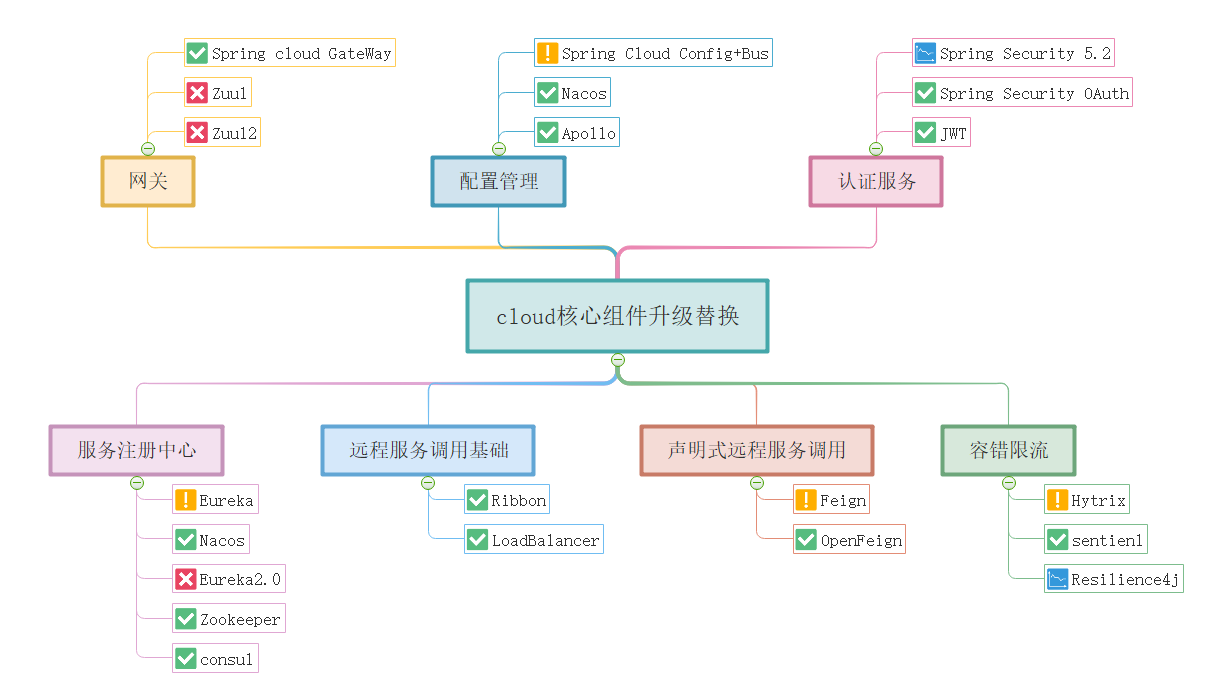 Spring cloud GateWay
Zuul
Zuul2
网关
Spring Cloud Config+Bus
Nacos
Apollo
配置管理
Spring Security 5.2
Spring Security OAuth
JWT
认证服务
cloud核心组件升级替换
服务注册中心
Eureka
Nacos
Eureka2.0
Zookeeper
consul
远程服务调用基础
Ribbon
LoadBalancer
声明式远程服务调用
Feign
OpenFeign
容错限流
Hytrix
sentienl
Resilience4j